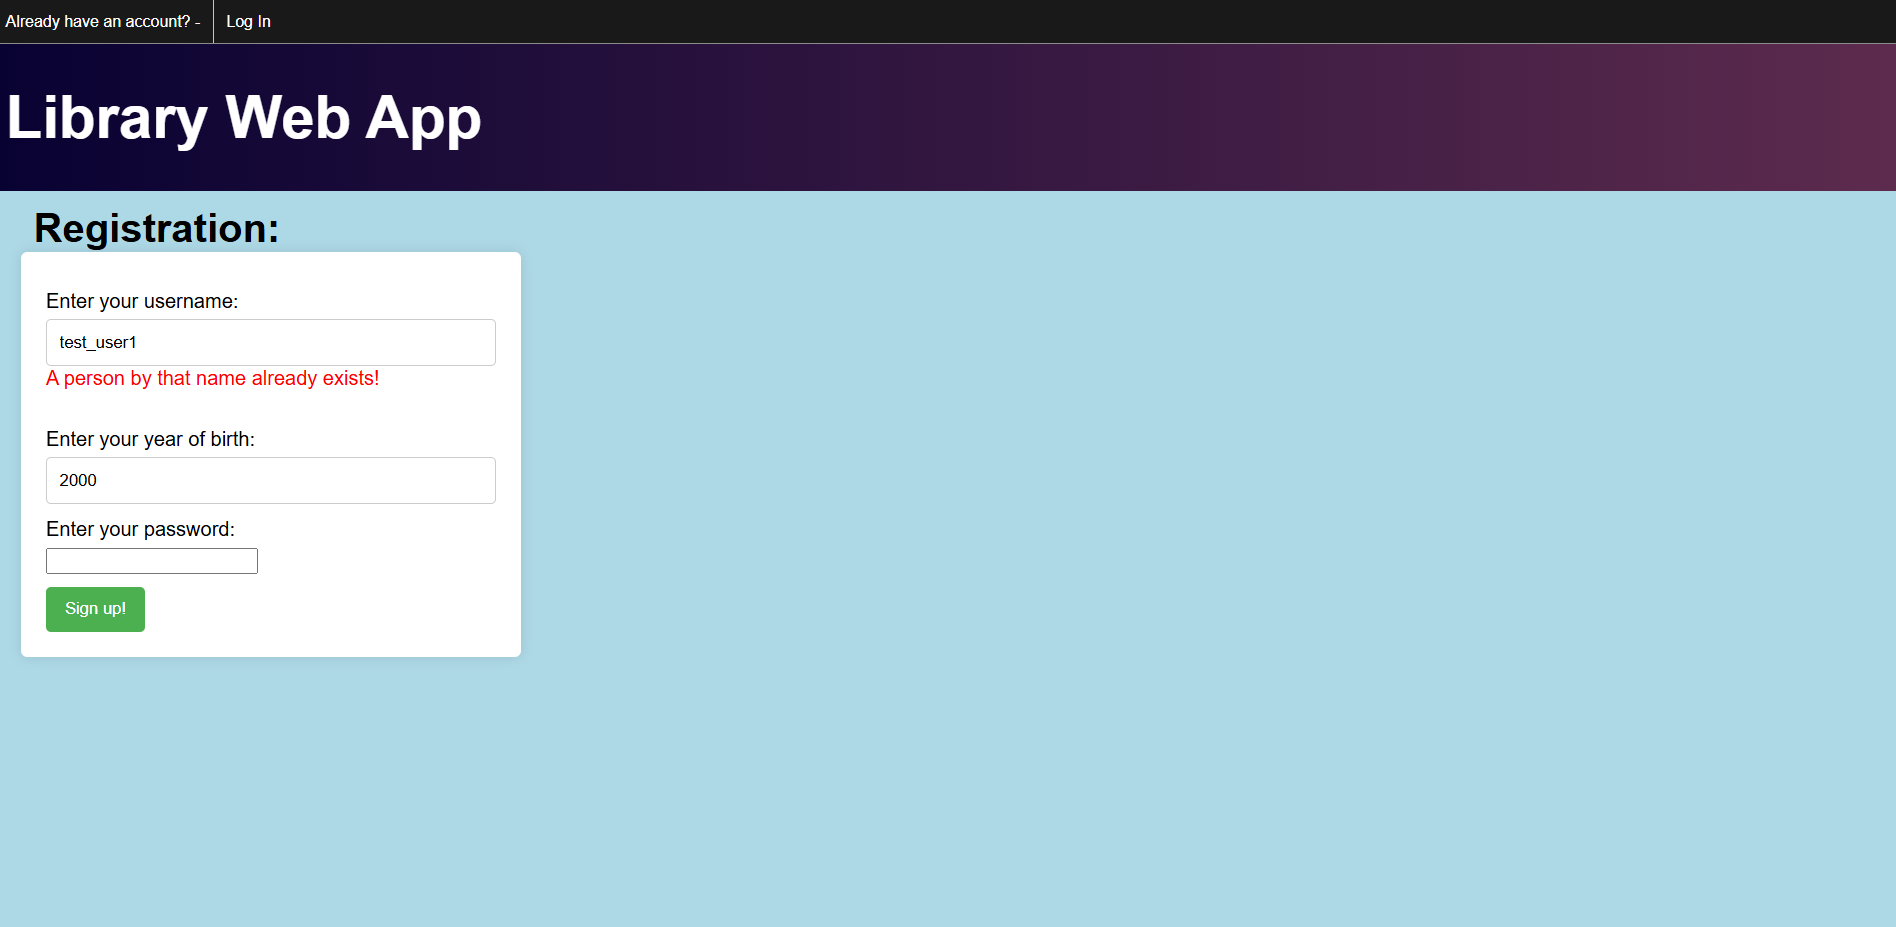 Already have an account? - Log In
Library Web App
Registration:
Enter your username:
test_user1
A person by that name already exists!
Enter your year of birth:
2000
Enter your password:
Sign up!